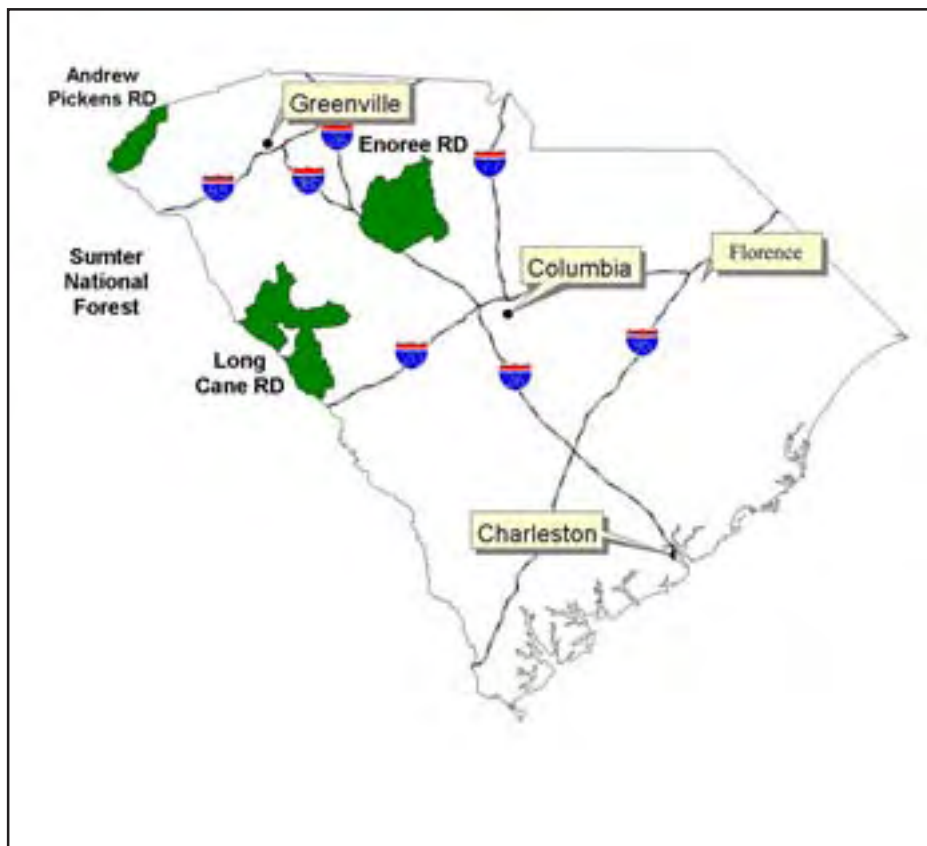 Andrew
Pickens RD
Greenville
Enoree RD
Sumter
National
Forest
Columbia
Florence
Long
Cane RD
Charleston